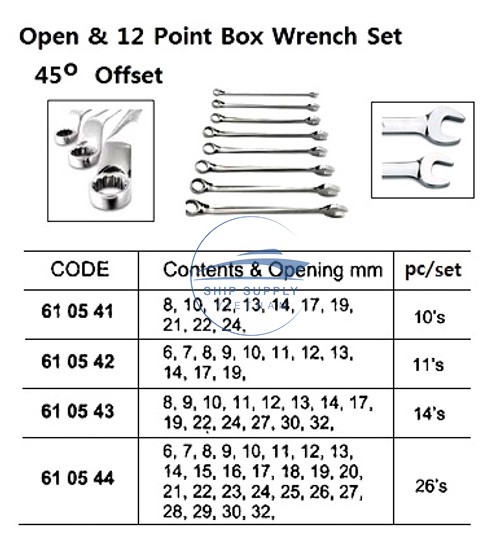 Open & 12 Point Box Wrench Set
45º Offset
CODE Contents & Opening mm pc/set
61 05 41 8, 10, 12, 13, 14, 17, 19, 21, 22, 24, 10's
61 05 42 6, 7, 8, 9, 10, 11, 12, 13, 14, 17, 19, 11's
61 05 43 8, 9, 10, 11, 12, 13, 14, 17, 19, 22, 24, 27, 30, 32, 14's
61 05 44 6, 7, 8, 9, 10, 11, 12, 13, 14, 15, 16, 17, 18, 19, 20, 21, 22, 23, 24, 25, 26, 27, 28, 29, 30, 32, 26's
SHIP SUPPLY